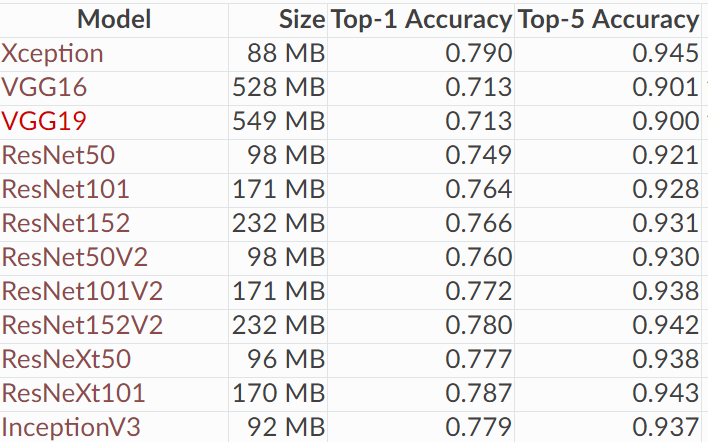 Model Size Top-1 Accuracy Top-5 Accuracy
Xception 88 MB 0.790 0.945
VGG16 528 MB 0.713 0.901
VGG19 549 MB 0.713 0.900
ResNet50 98 MB 0.749 0.921
ResNet101 171 MB 0.764 0.928
ResNet152 232 MB 0.766 0.931
ResNet50V2 98 MB 0.760 0.930
ResNet101V2 171 MB 0.772 0.938
ResNet152V2 232 MB 0.780 0.942
ResNeXt50 96 MB 0.777 0.938
ResNeXt101 170 MB 0.787 0.943
InceptionV3 92 MB 0.779 0.937